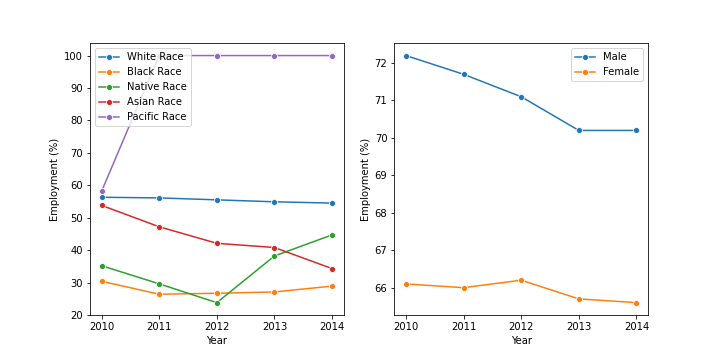 White Race
Black Race
Native Race
Asian Race
Pacific Race
Employment (%)
100
90
80
70
60
50
40
30
20
2010 2011 2012 2013 2014
Year
Male
Female
Employment (%)
72
71
70
69
68
67
66
2010 2011 2012 2013 2014
Year